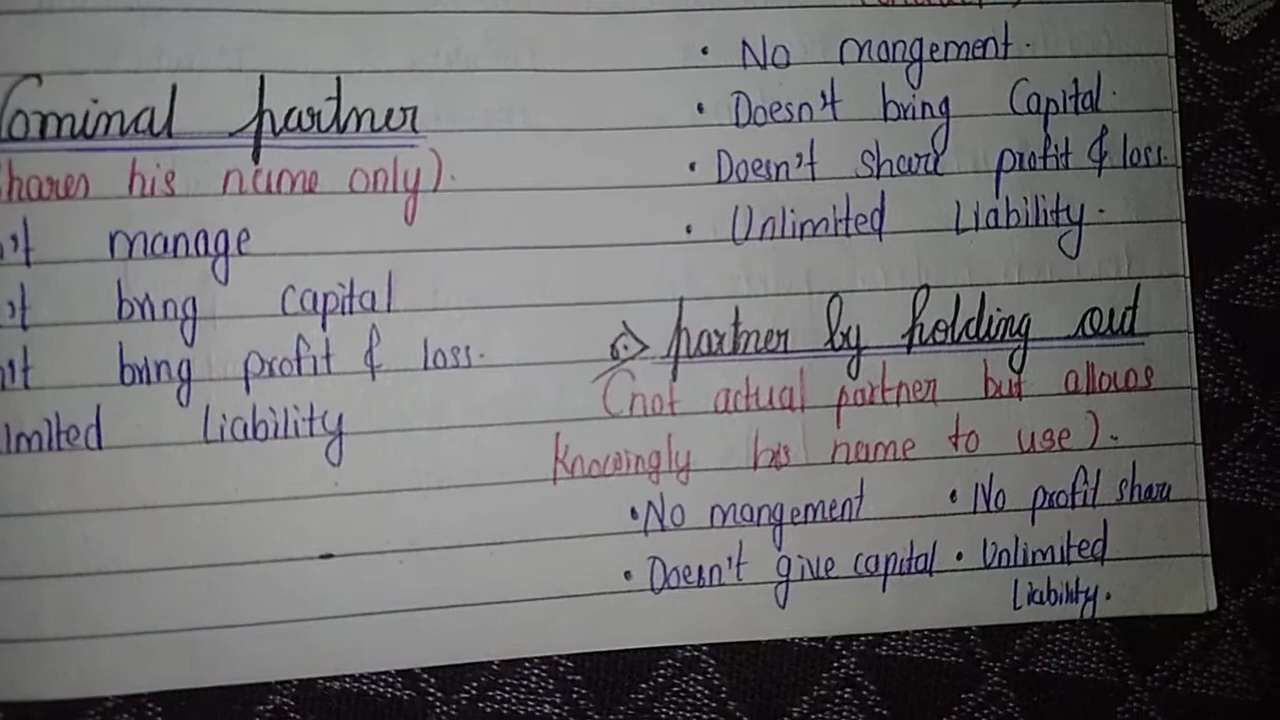 ominal partner
hares his name only).
n't manage
't bring capital
n't bring profit & loss.
imited Liability
• No mangement.
• Doesn't bring Capital.
• Doesn't share profit & loss.
• Unlimited Liability.
⇒ partner by holding out
(not actual partner but allows
knowingly his name to use).
• No mangement • No profit share
• Doesn't give capital • Unlimited
Liability.